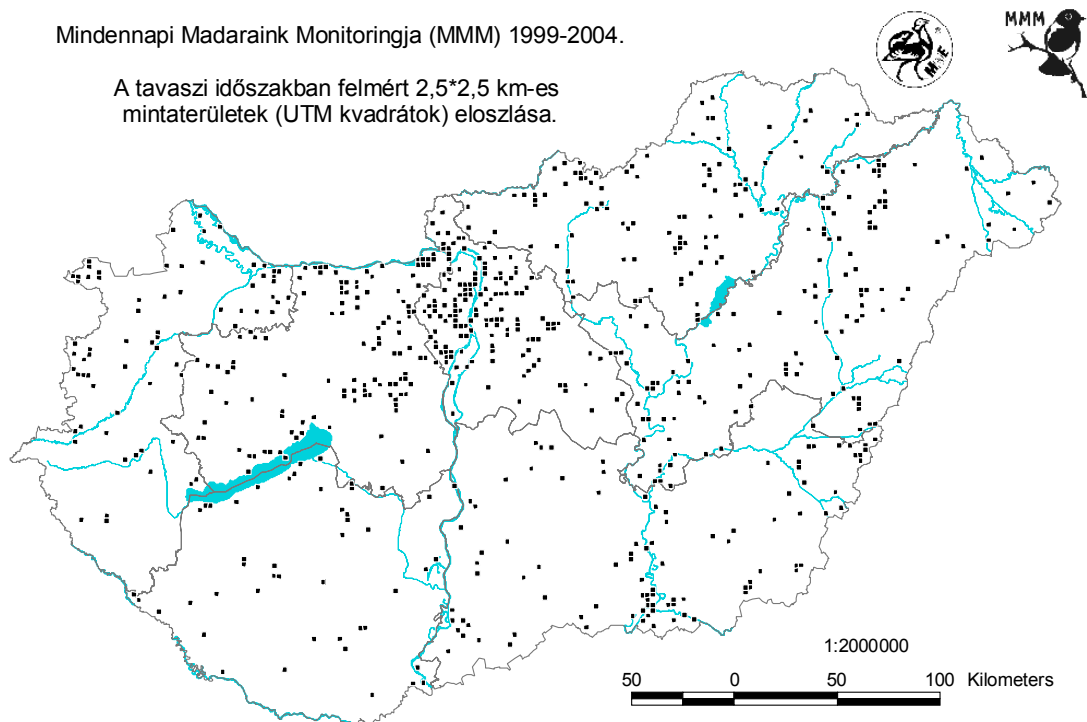 Mindennapi Madaraink Monitoringja (MMM) 1999-2004.
A tavaszi időszakban felmért 2,5*2,5 km-es
mintaterületek (UTM kvadrátok) eloszlása.
MMM
1:2000000
50 0 50 100 Kilometers